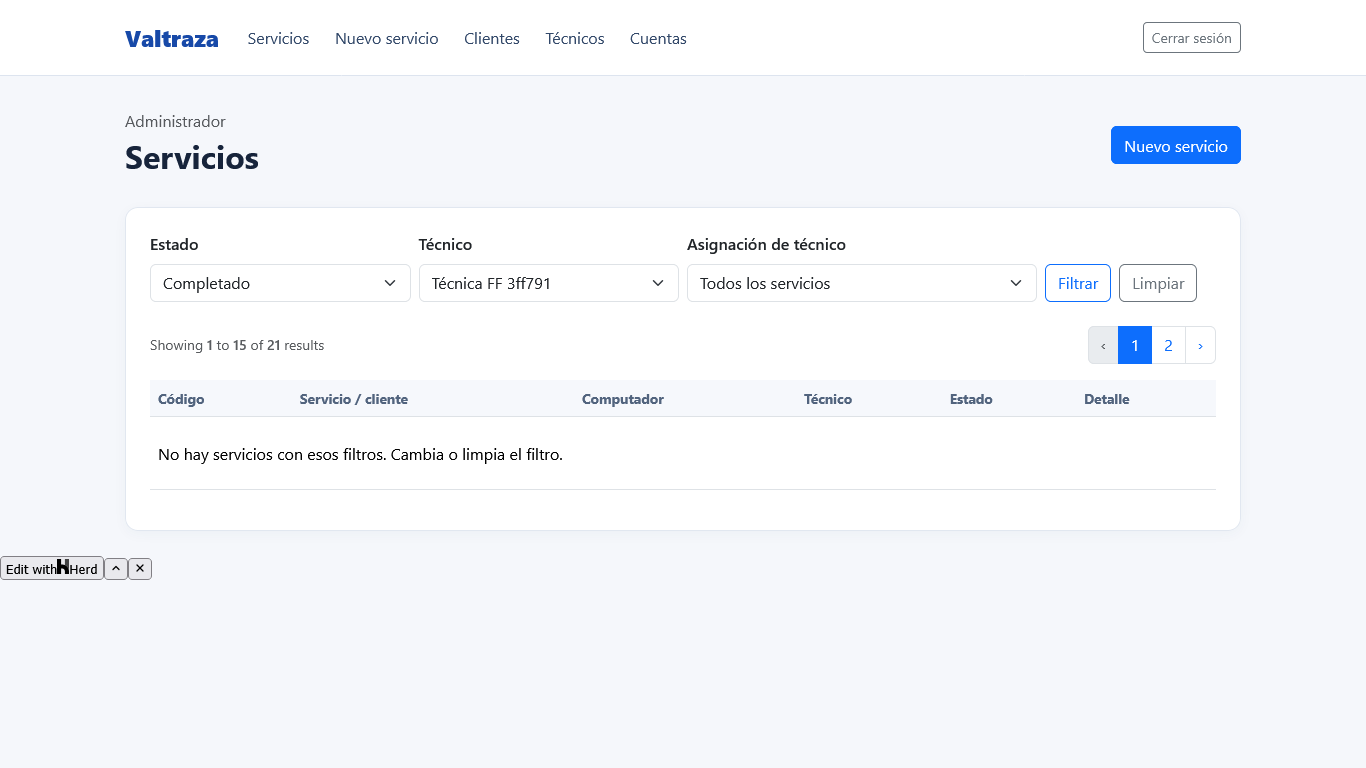 Valtraza Servicios Nuevo servicio Clientes Técnicos Cuentas Cerrar sesión
Administrador
Servicios
Nuevo servicio
Estado Técnico Asignación de técnico
Completado Técnica FF 3ff791 Todos los servicios Filtrar Limpiar
Showing 1 to 15 of 21 results ‹ 1 2 ›
Código Servicio / cliente Computador Técnico Estado Detalle
No hay servicios con esos filtros. Cambia o limpia el filtro.
Edit with Herd